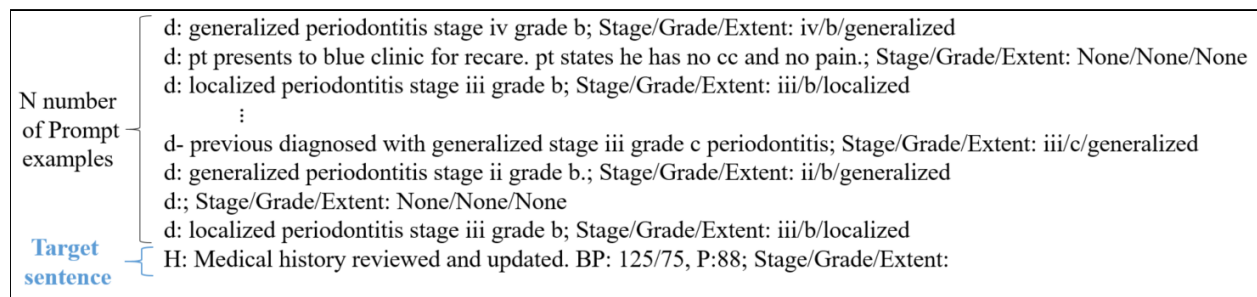 d: generalized periodontitis stage iv grade b; Stage/Grade/Extent: iv/b/generalized
d: pt presents to blue clinic for recare. pt states he has no cc and no pain.; Stage/Grade/Extent: None/None/None
d: localized periodontitis stage iii grade b; Stage/Grade/Extent: iii/b/localized
⋮
N number
of Prompt
examples
d- previous diagnosed with generalized stage iii grade c periodontitis; Stage/Grade/Extent: iii/c/generalized
d: generalized periodontitis stage ii grade b.; Stage/Grade/Extent: ii/b/generalized
d:; Stage/Grade/Extent: None/None/None
d: localized periodontitis stage iii grade b; Stage/Grade/Extent: iii/b/localized
Target
sentence
H: Medical history reviewed and updated. BP: 125/75, P:88; Stage/Grade/Extent: